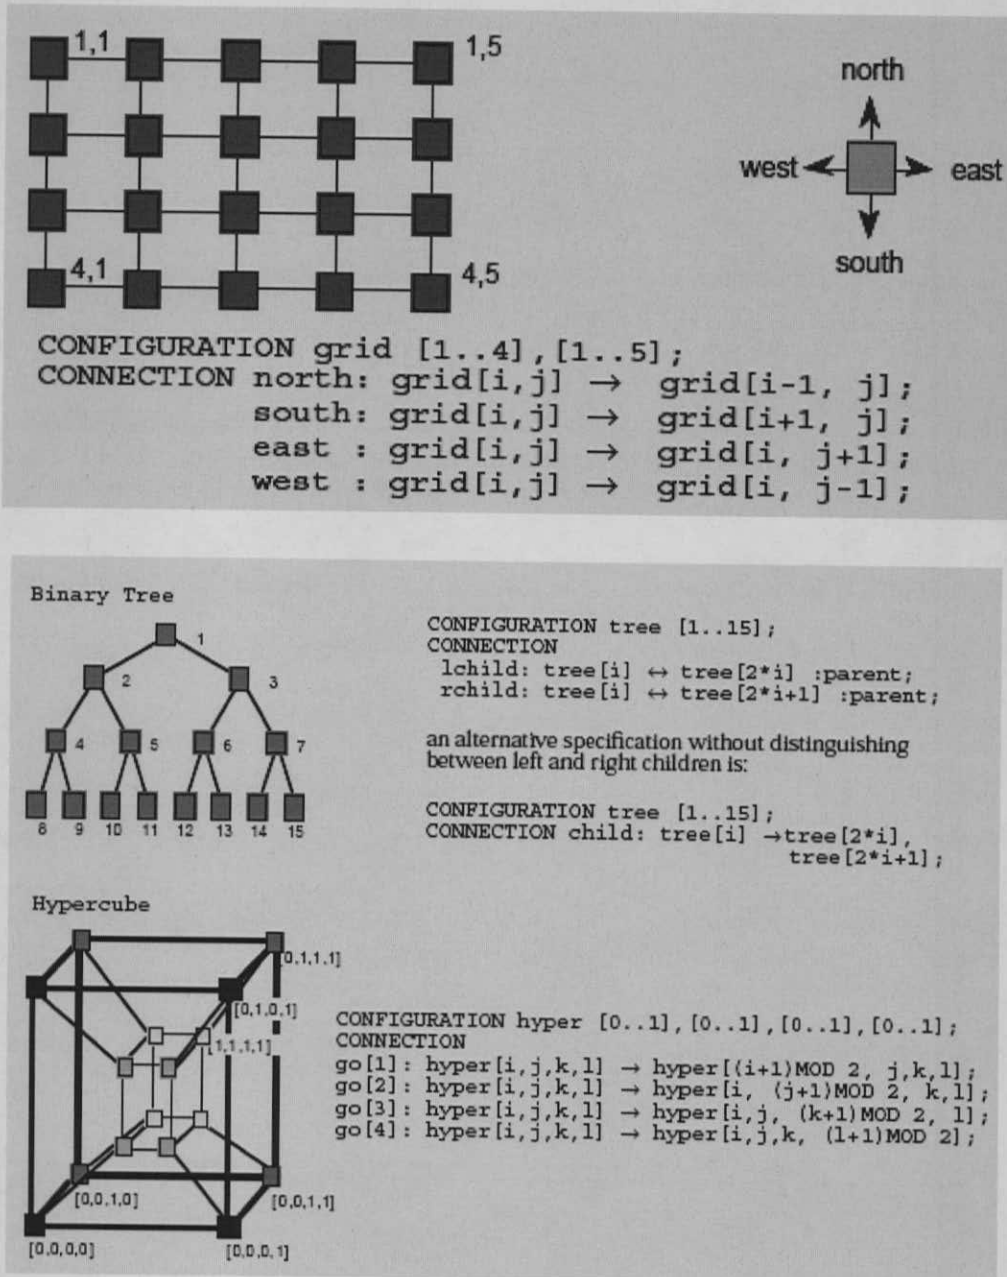 1,1
1,5
north
west
east
south
4,1
4,5
CONFIGURATION grid [1..4],[1..5];
CONNECTION north: grid[i,j] → grid[i-1, j];
south: grid[i,j] → grid[i+1, j];
east : grid[i,j] → grid[i, j+1];
west : grid[i,j] → grid[i, j-1];
Binary Tree
1
2
3
4
5
6
7
8
9
10
11
12
13
14
15
CONFIGURATION tree [1..15];
CONNECTION
lchild: tree[i] ↔ tree[2*i] :parent;
rchild: tree[i] ↔ tree[2*i+1] :parent;
an alternative specification without distinguishing
between left and right children is:
CONFIGURATION tree [1..15];
CONNECTION child: tree[i] →tree[2*i],
tree[2*i+1];
Hypercube
[0,1,1,1]
[0,1,0,1]
[1,1,1,1]
[0,0,1,0]
[0,0,1,1]
[0,0,0,0]
[0,0,0,1]
CONFIGURATION hyper [0..1],[0..1],[0..1],[0..1];
CONNECTION
go[1]: hyper[i,j,k,l] → hyper[(i+1)MOD 2, j,k,l];
go[2]: hyper[i,j,k,l] → hyper[i, (j+1)MOD 2, k,l];
go[3]: hyper[i,j,k,l] → hyper[i,j, (k+1)MOD 2, l];
go[4]: hyper[i,j,k,l] → hyper[i,j,k, (l+1)MOD 2];